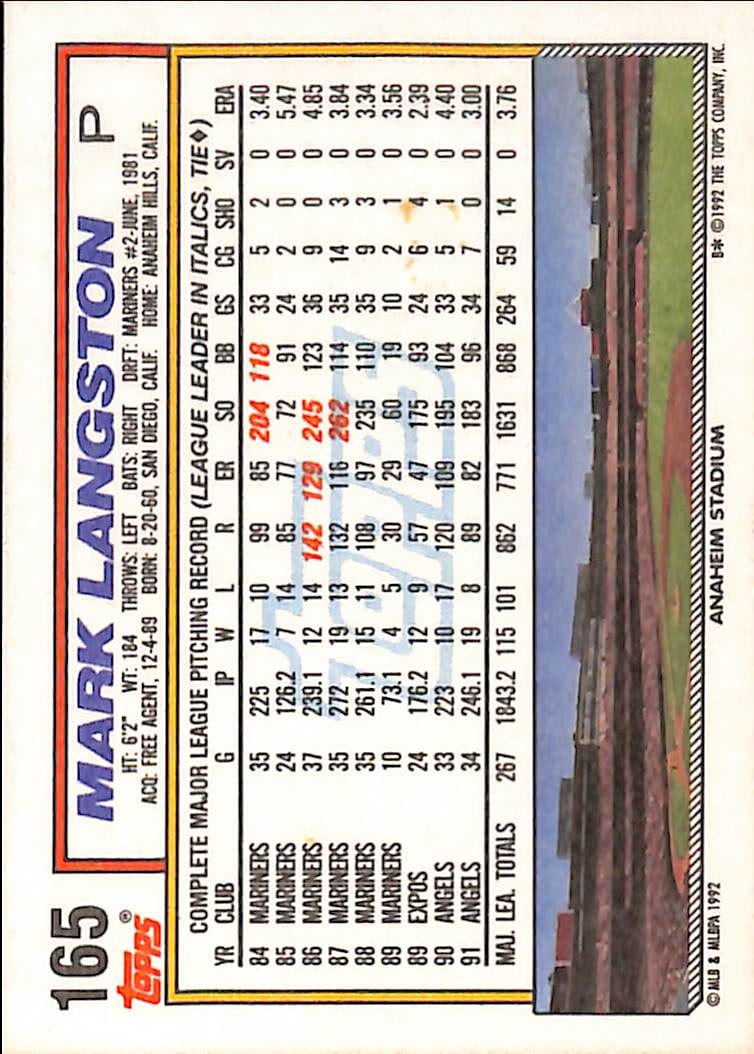 165
topps®
MARK LANGSTON P
HT: 6'2" WT: 184 THROWS: LEFT BATS: RIGHT DRFT: MARINERS #2-JUNE, 1981
ACQ: FREE AGENT, 12-4-89 BORN: 8-20-60, SAN DIEGO, CALIF. HOME: ANAHEIM HILLS, CALIF.
COMPLETE MAJOR LEAGUE PITCHING RECORD (LEAGUE LEADER IN ITALICS, TIE◆)
YR CLUB G IP W L R ER SO BB GS CG SHO SV ERA
84 MARINERS 35 225 17 10 99 85 204 118 33 5 2 0 3.40
85 MARINERS 24 126.2 7 14 85 77 72 91 24 2 0 0 5.47
86 MARINERS 37 239.1 12 14 142 129 245 123 36 9 0 0 4.85
87 MARINERS 35 272 19 13 132 116 262 114 35 14 3 0 3.84
88 MARINERS 35 261.1 15 11 108 97 235 110 35 9 3 0 3.34
89 MARINERS 10 73.1 4 5 30 29 60 19 10 2 1 0 3.56
89 EXPOS 24 176.2 12 9 57 47 175 93 24 6 4 0 2.39
90 ANGELS 33 223 10 17 120 109 195 104 33 5 1 0 4.40
91 ANGELS 34 246.1 19 8 89 82 183 96 34 7 0 0 3.00
MAJ. LEA. TOTALS 267 1843.2 115 101 862 771 1631 868 264 59 14 0 3.76
topps
© MLB & MLBPA 1992 ANAHEIM STADIUM B* ©1992 THE TOPPS COMPANY, INC.